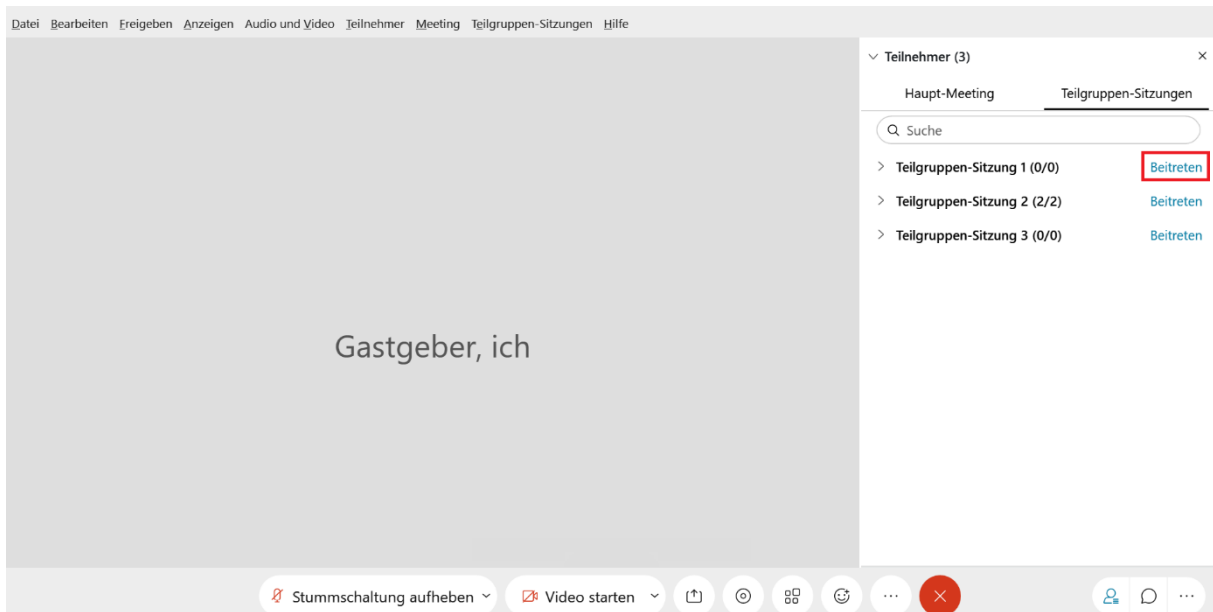 Datei Bearbeiten Freigeben Anzeigen Audio und Video Teilnehmer Meeting Teilgruppen-Sitzungen Hilfe
Teilnehmer (3)
Haupt-Meeting Teilgruppen-Sitzungen
Suche
Teilgruppen-Sitzung 1 (0/0) Beitreten
Teilgruppen-Sitzung 2 (2/2) Beitreten
Teilgruppen-Sitzung 3 (0/0) Beitreten
Gastgeber, ich
Stummschaltung aufheben Video starten